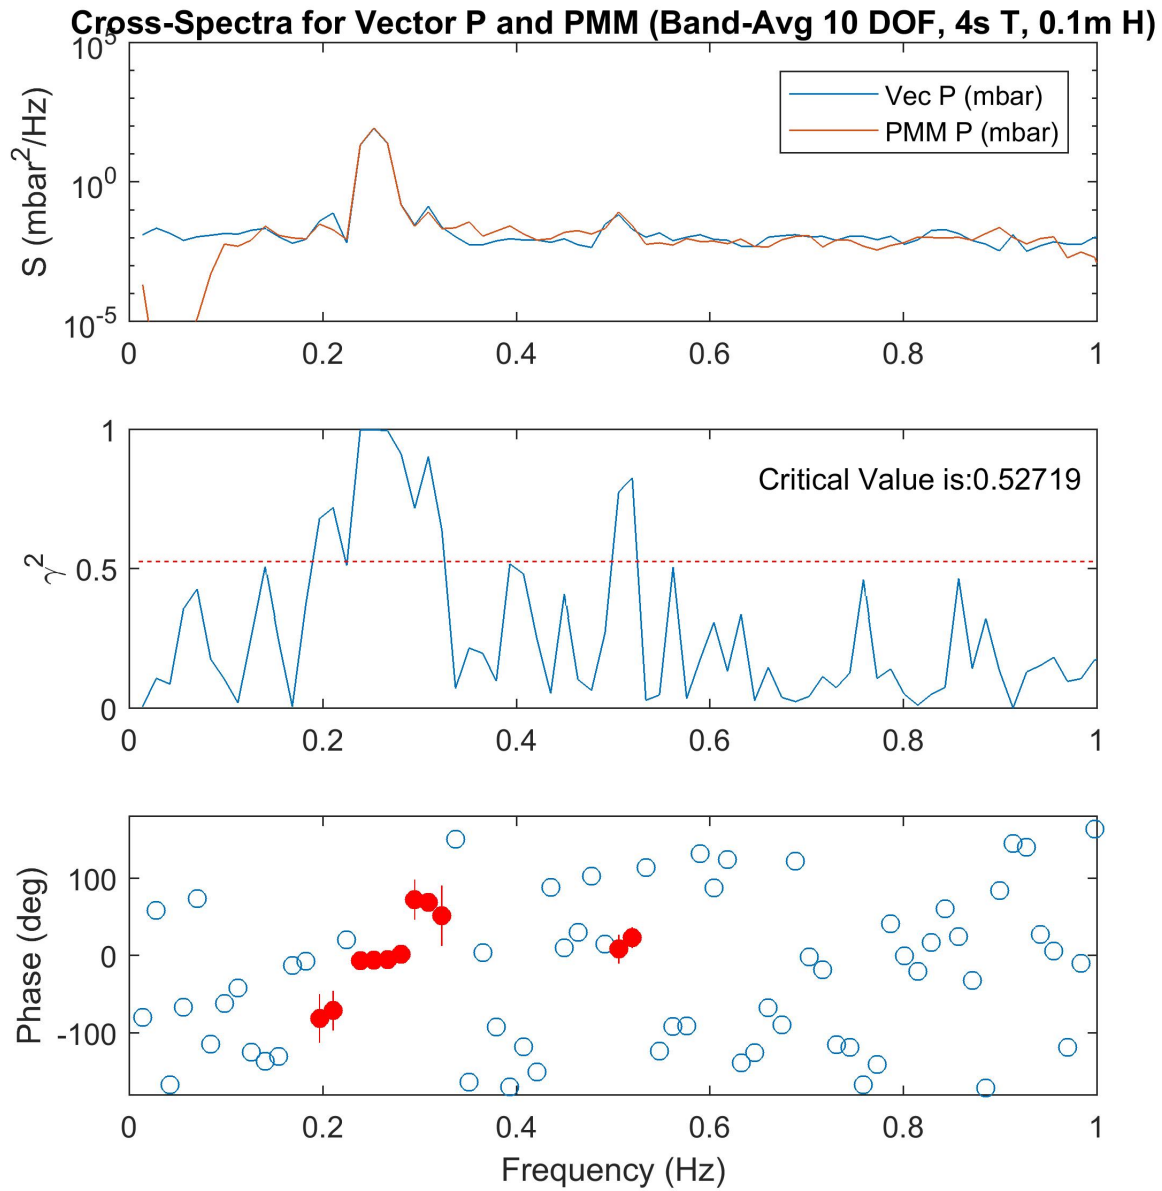 Cross-Spectra for Vector P and PMM (Band-Avg 10 DOF, 4s T, 0.1m H)
10^5
10^0
10^-5
S (mbar^2/Hz)
Vec P (mbar)
PMM P (mbar)
0 0.2 0.4 0.6 0.8 1
1
0.5
0
γ^2
Critical Value is:0.52719
0 0.2 0.4 0.6 0.8 1
100
0
-100
Phase (deg)
0 0.2 0.4 0.6 0.8 1
Frequency (Hz)